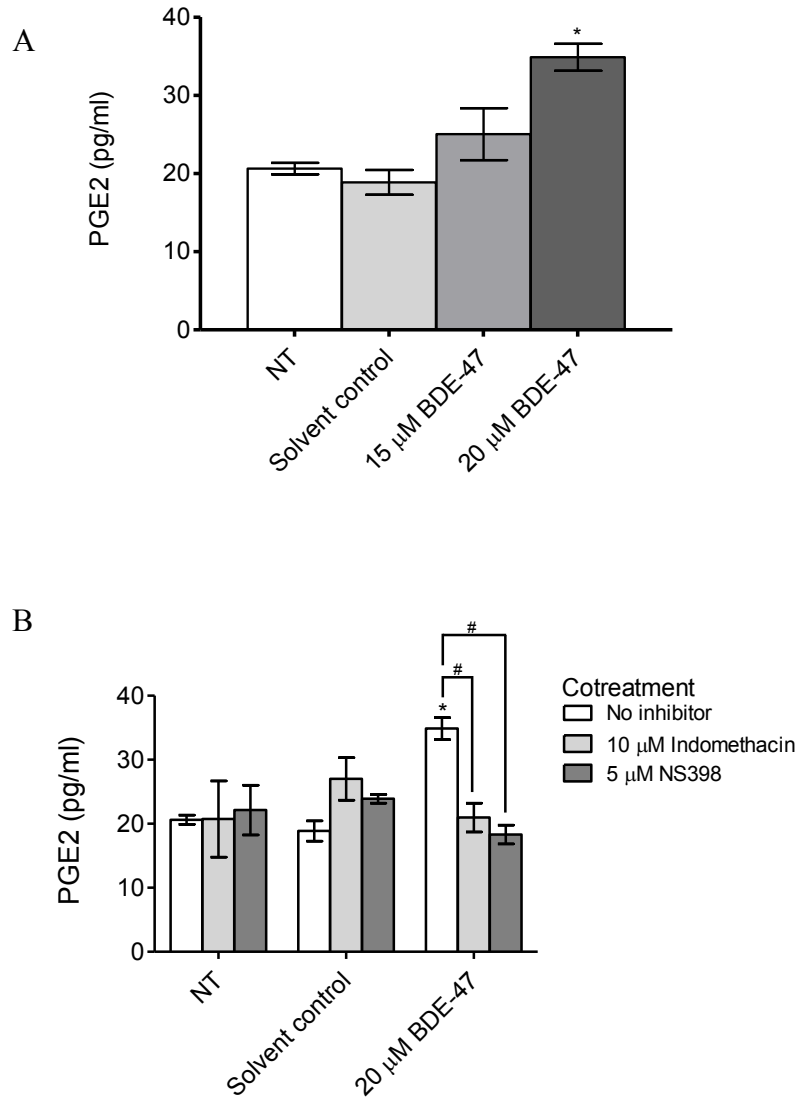 A
PGE2 (pg/ml)
40
30
20
10
0
*
NT
Solvent control
15 μM BDE-47
20 μM BDE-47
B
PGE2 (pg/ml)
40
30
20
10
0
#
#
*
NT
Solvent control
20 μM BDE-47
Cotreatment
No inhibitor
10 μM Indomethacin
5 μM NS398